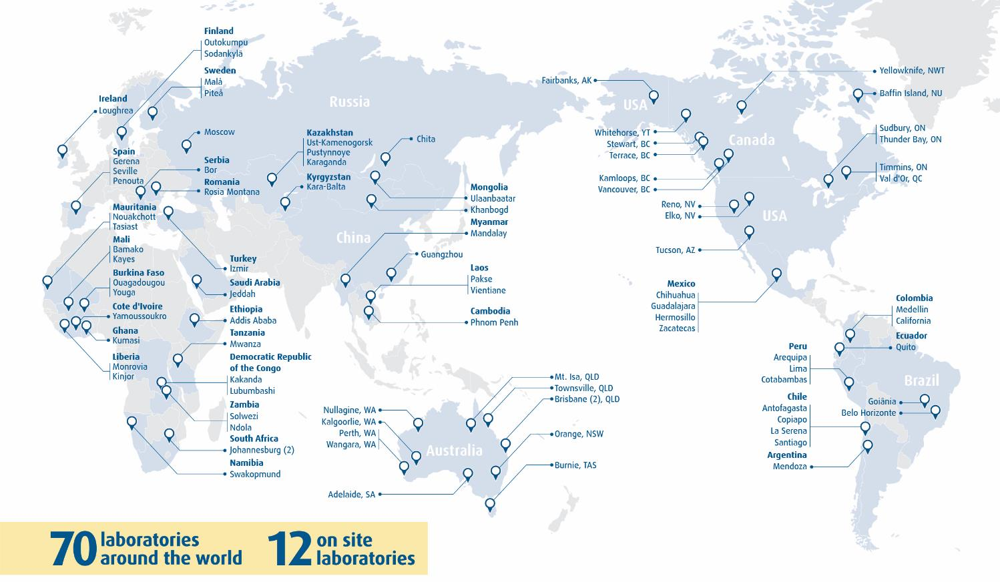 Finland
Outokumpu
Sodankylä
Sweden
Malå
Piteå
Ireland
Loughrea
Russia
Moscow
Spain
Gerena
Seville
Penouta
Serbia
Bor
Romania
Rosia Montana
Kazakhstan
Ust-Kamenogorsk
Pustynnoye
Karaganda
Kyrgyzstan
Kara-Balta
Chita
Mongolia
Ulaanbaatar
Khanbogd
Myanmar
Mandalay
China
Guangzhou
Laos
Pakse
Vientiane
Cambodia
Phnom Penh
Mauritania
Nouakchott
Tasiast
Mali
Bamako
Kayes
Burkina Faso
Ouagadougou
Youga
Cote d'Ivoire
Yamoussoukro
Ghana
Kumasi
Liberia
Monrovia
Kinjor
Turkey
Izmir
Saudi Arabia
Jeddah
Ethiopia
Addis Ababa
Tanzania
Mwanza
Democratic Republic
of the Congo
Kakanda
Lubumbashi
Zambia
Solwezi
Ndola
South Africa
Johannesburg (2)
Namibia
Swakopmund
Nullagine, WA
Kalgoorlie, WA
Perth, WA
Wangara, WA
Adelaide, SA
Australia
Mt. Isa, QLD
Townsville, QLD
Brisbane (2), QLD
Orange, NSW
Burnie, TAS
Fairbanks, AK
USA
Whitehorse, YT
Stewart, BC
Terrace, BC
Kamloops, BC
Vancouver, BC
Canada
Yellowknife, NWT
Baffin Island, NU
Sudbury, ON
Thunder Bay, ON
Timmins, ON
Val d'Or, QC
Reno, NV
Elko, NV
USA
Tucson, AZ
Mexico
Chihuahua
Guadalajara
Hermosillo
Zacatecas
Colombia
Medellin
California
Ecuador
Quito
Peru
Arequipa
Lima
Cotabambas
Brazil
Goiânia
Belo Horizonte
Chile
Antofagasta
Copiapo
La Serena
Santiago
Argentina
Mendoza
70 laboratories
around the world
12 on site
laboratories